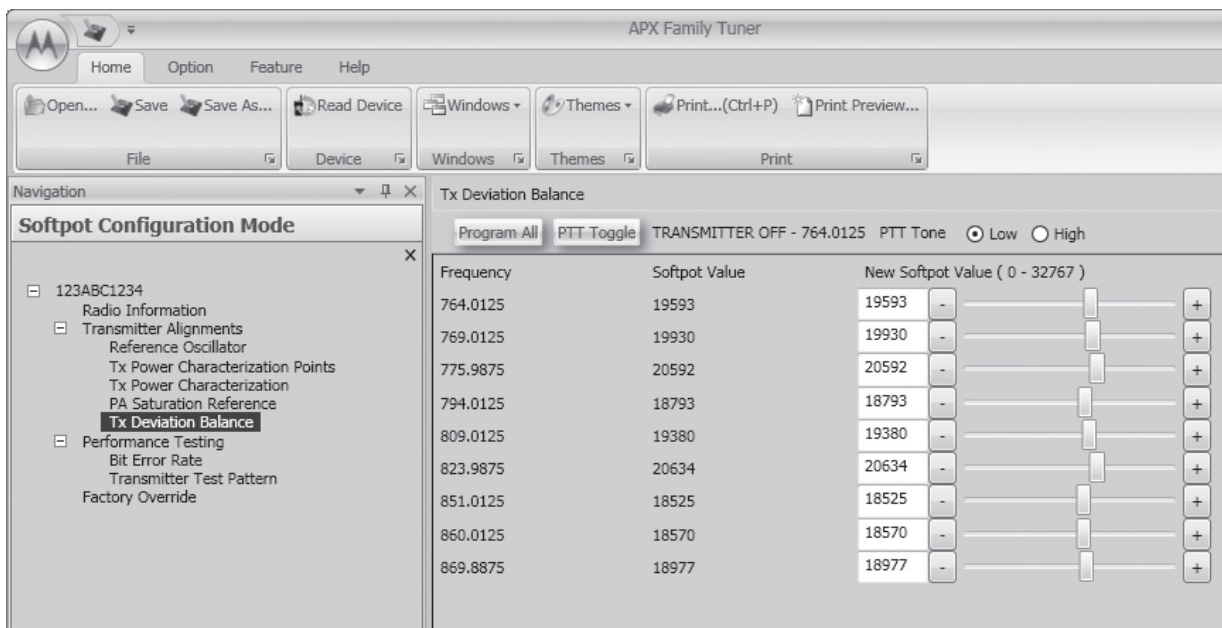 APX Family Tuner
Home Option Feature Help
Open... Save Save As... Read Device Windows Themes Print...(Ctrl+P) Print Preview...
File Device Windows Themes Print
Navigation
Softpot Configuration Mode
123ABC1234
Radio Information
Transmitter Alignments
Reference Oscillator
Tx Power Characterization Points
Tx Power Characterization
PA Saturation Reference
Tx Deviation Balance
Performance Testing
Bit Error Rate
Transmitter Test Pattern
Factory Override
Tx Deviation Balance
Program All PTT Toggle TRANSMITTER OFF - 764.0125 PTT Tone Low High
Frequency Softpot Value New Softpot Value ( 0 - 32767 )
764.0125 19593 19593 - +
769.0125 19930 19930 - +
775.9875 20592 20592 - +
794.0125 18793 18793 - +
809.0125 19380 19380 - +
823.9875 20634 20634 - +
851.0125 18525 18525 - +
860.0125 18570 18570 - +
869.8875 18977 18977 - +